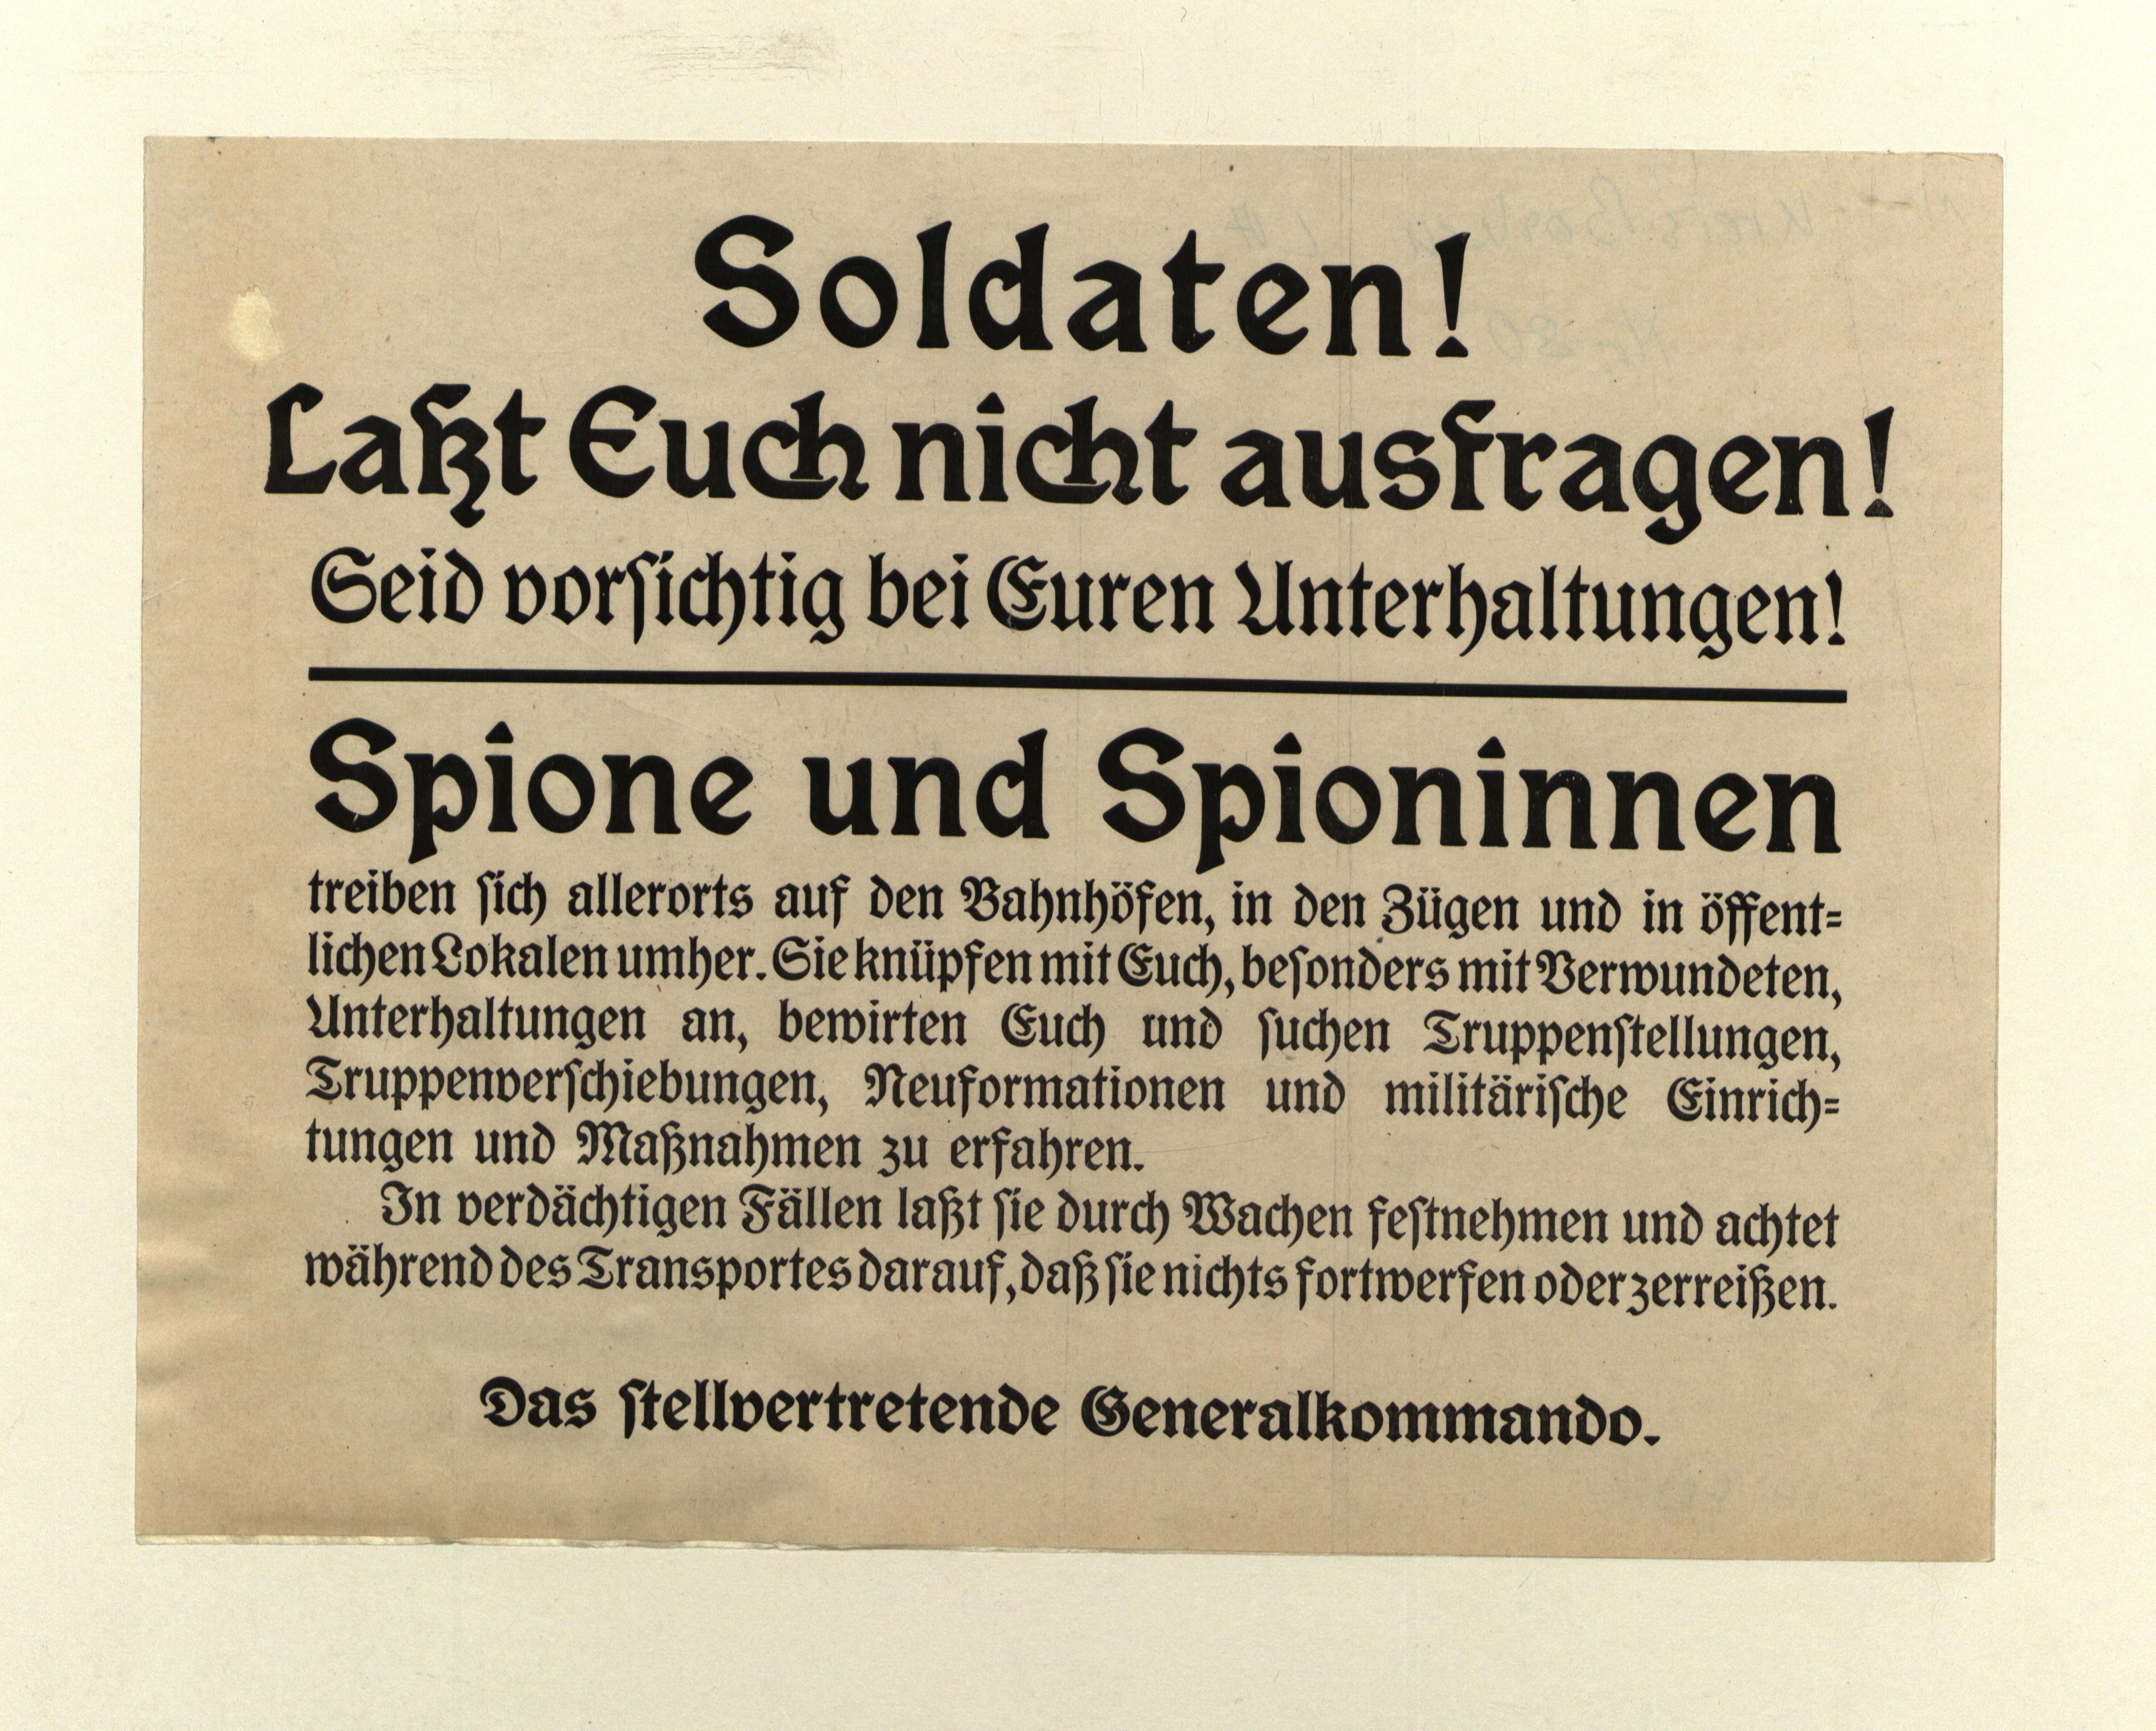 Soldaten!
Laßt Euch nicht ausfragen!
Seid vorsichtig bei Euren Unterhaltungen!
Spione und Spioninnen
treiben sich allerorts auf den Bahnhöfen, in den Zügen und in öffent=
lichen Lokalen umher. Sie knüpfen mit Euch, besonders mit Verwundeten,
Unterhaltungen an, bewirten Euch und suchen Truppenstellungen,
Truppenverschiebungen, Neuformationen und militärische Einrich=
tungen und Maßnahmen zu erfahren.
In verdächtigen Fällen laßt sie durch Wachen festnehmen und achtet
während des Transportes darauf, daß sie nichts fortwerfen oder zerreißen.
Das stellvertretende Generalkommando.